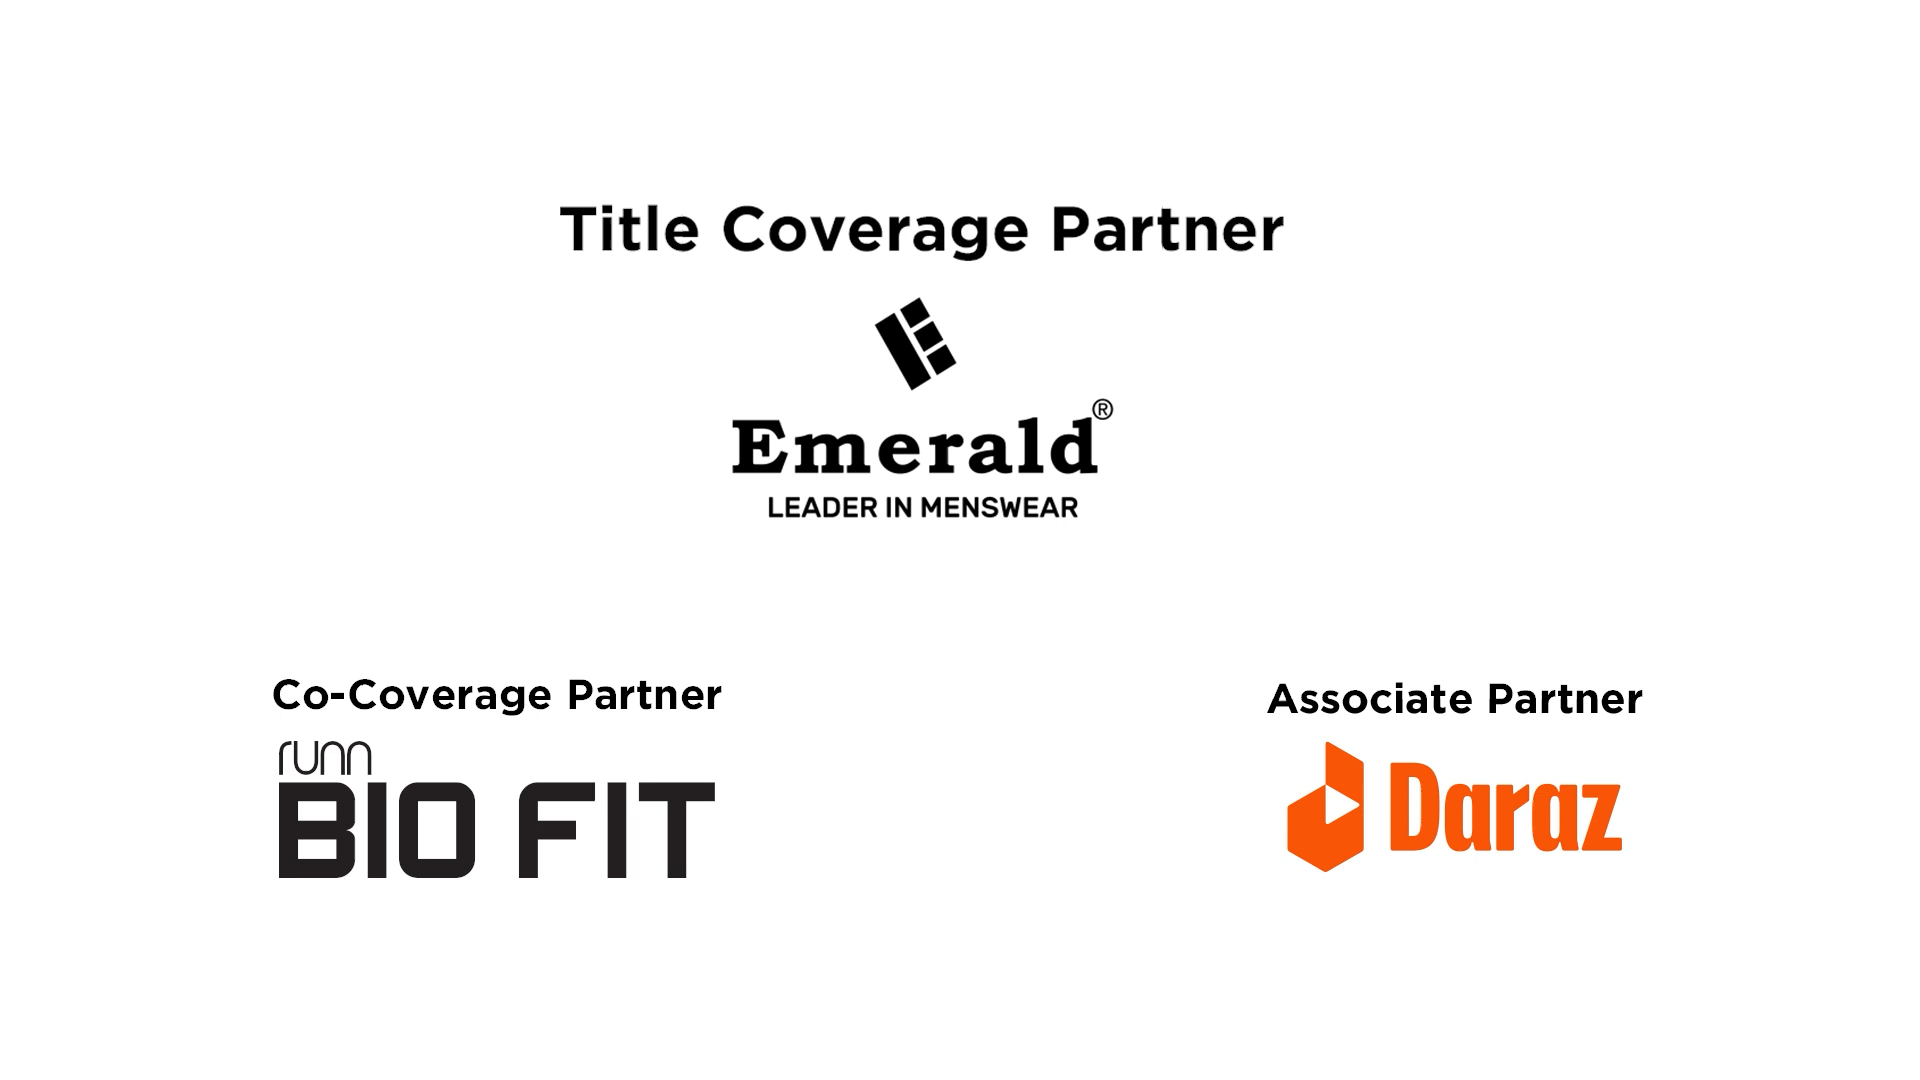 Title Coverage Partner
Emerald®
LEADER IN MENSWEAR
Co-Coverage Partner
runn
BIO FIT
Associate Partner
Daraz